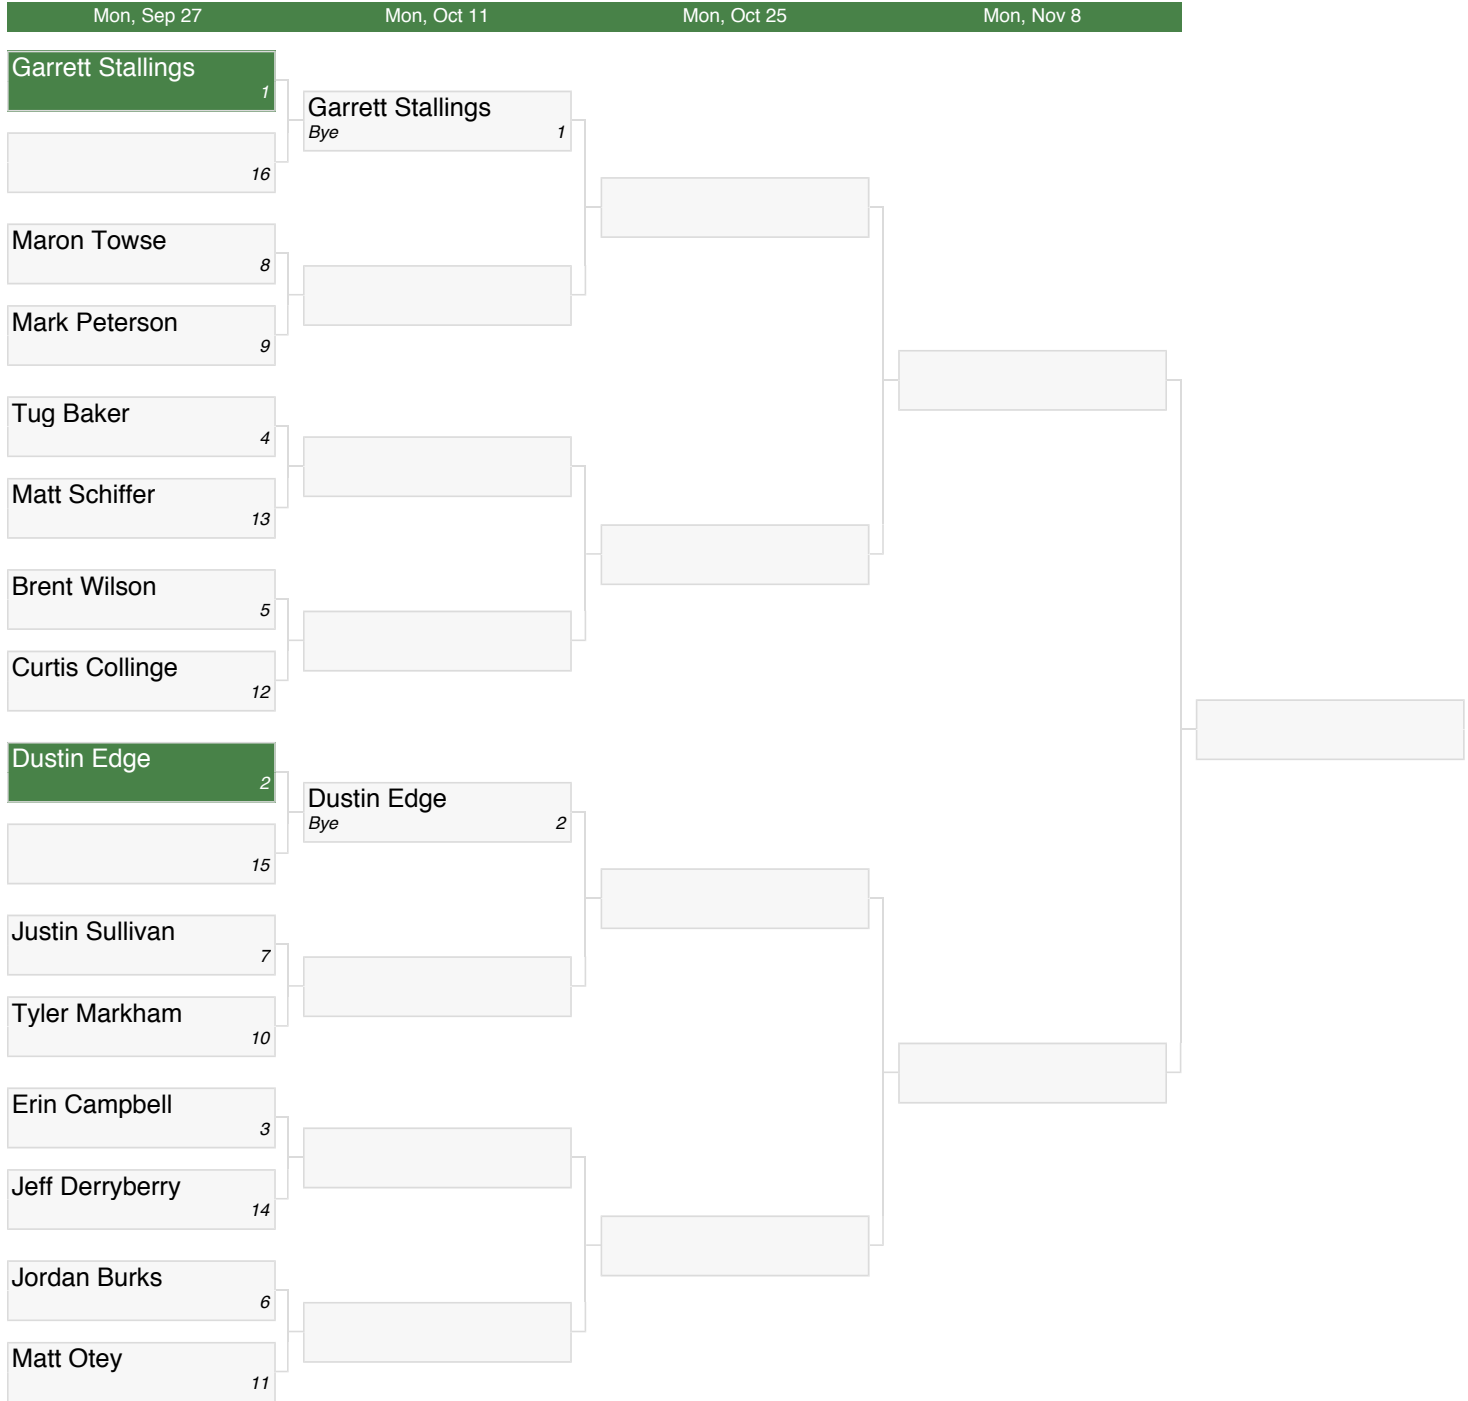 Mon, Sep 27 Mon, Oct 11 Mon, Oct 25 Mon, Nov 8
Garrett Stallings
1
Garrett Stallings
Bye 1
16
Maron Towse
8
Mark Peterson
9
Tug Baker
4
Matt Schiffer
13
Brent Wilson
5
Curtis Collinge
12
Dustin Edge
2
Dustin Edge
Bye 2
15
Justin Sullivan
7
Tyler Markham
10
Erin Campbell
3
Jeff Derryberry
14
Jordan Burks
6
Matt Otey
11